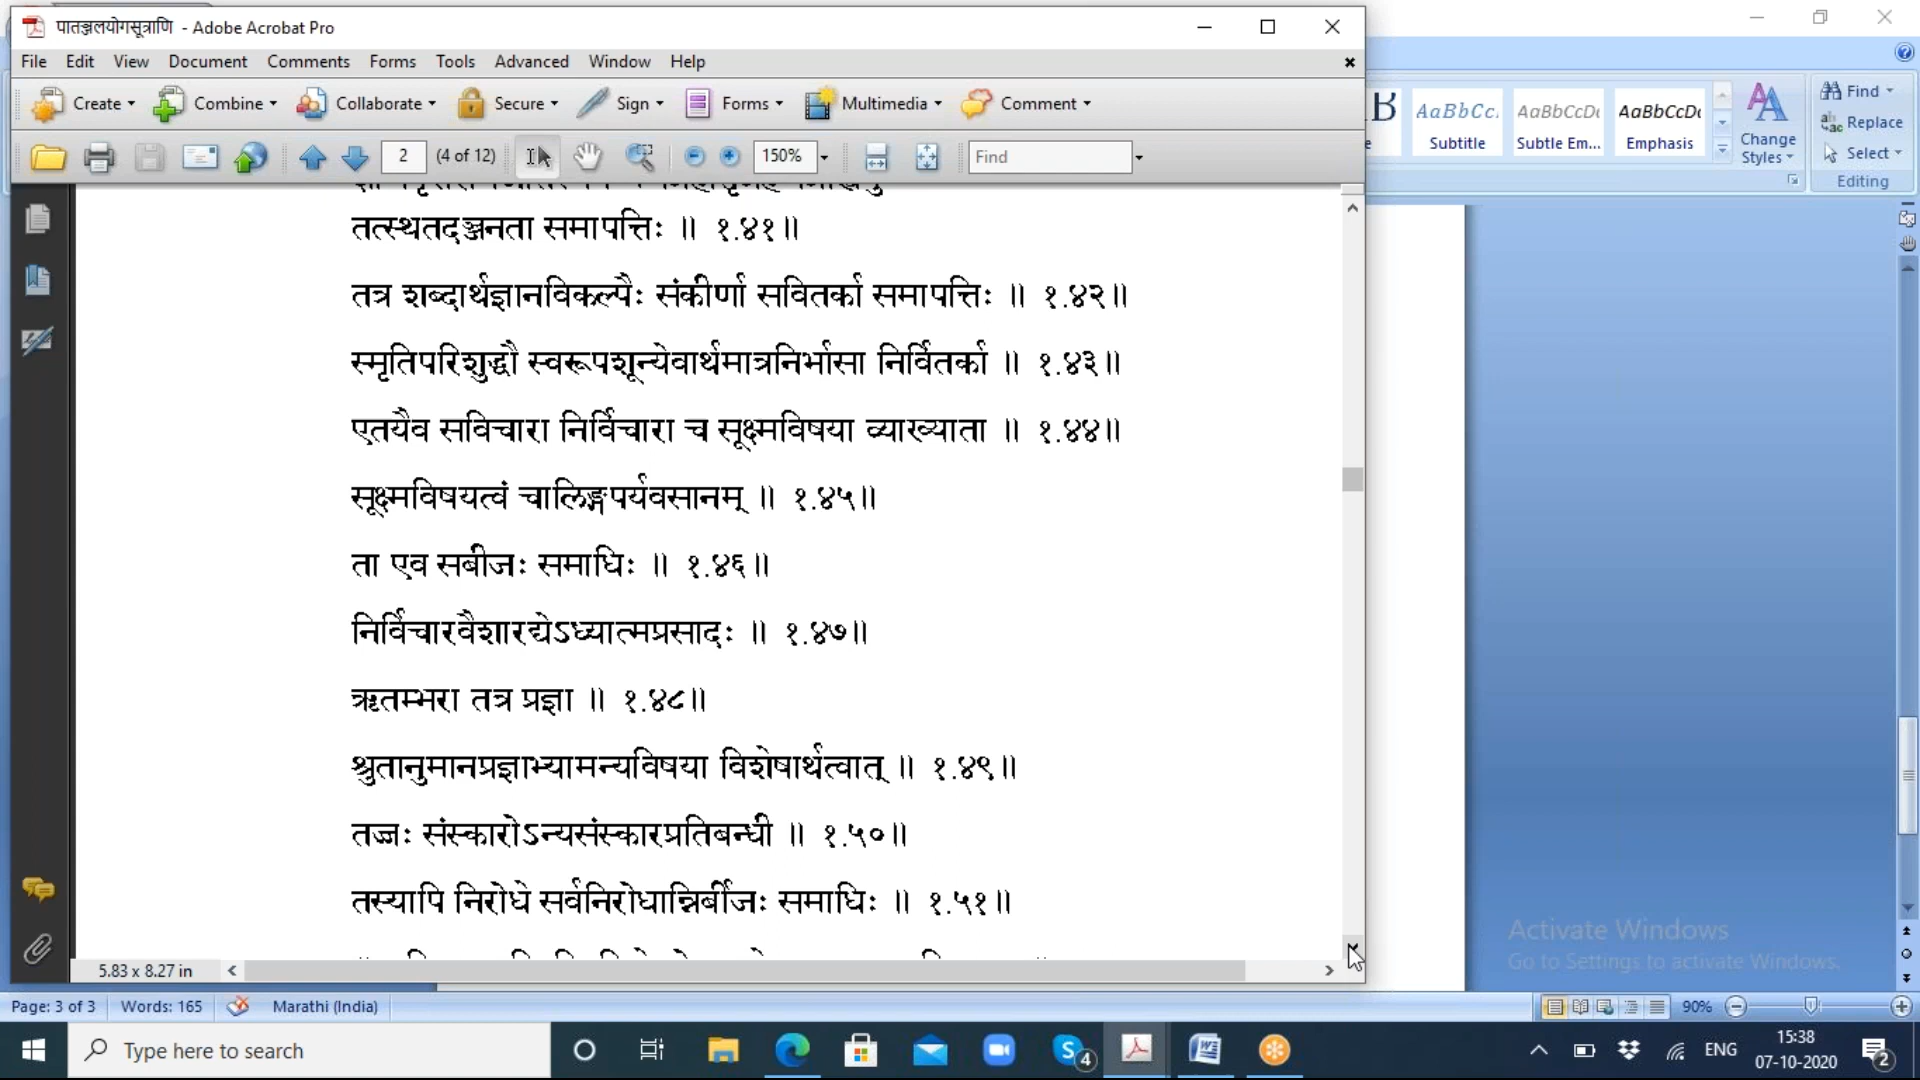 पातञ्जलयोगसूत्राणि - Adobe Acrobat Pro
File Edit View Document Comments Forms Tools Advanced Window Help
Create Combine Collaborate Secure Sign Forms Multimedia Comment
2 (4 of 12) 150% Find
AaBbCc. AaBbCcDı AaBbCcDı
Subtitle Subtle Em... Emphasis
Change Styles
Find
Replace
Select
Editing
तत्स्थतदञ्जनता समापत्तिः ॥ १.४१॥
तत्र शब्दार्थज्ञानविकल्पैः संकीर्णा सवितर्का समापत्तिः ॥ १.४२॥
स्मृतिपरिशुद्धौ स्वरूपशून्येवार्थमात्रनिर्भासा निर्वितर्का ॥ १.४३॥
एतयैव सविचारा निर्विचारा च सूक्ष्मविषया व्याख्याता ॥ १.४४॥
सूक्ष्मविषयत्वं चालिङ्गपर्यवसानम् ॥ १.४५॥
ता एव सबीजः समाधिः ॥ १.४६॥
निर्विचारवैशारद्येऽध्यात्मप्रसादः ॥ १.४७॥
ऋतम्भरा तत्र प्रज्ञा ॥ १.४८॥
श्रुतानुमानप्रज्ञाभ्यामन्यविषया विशेषार्थत्वात् ॥ १.४९॥
तज्जः संस्कारोऽन्यसंस्कारप्रतिबन्धी ॥ १.५०॥
तस्यापि निरोधे सर्वनिरोधान्निर्बीजः समाधिः ॥ १.५१॥
5.83 x 8.27 in
Activate Windows
Go to Settings to activate Windows.
Page: 3 of 3 Words: 165 Marathi (India) 90%
Type here to search
4
ENG
15:38
07-10-2020
2